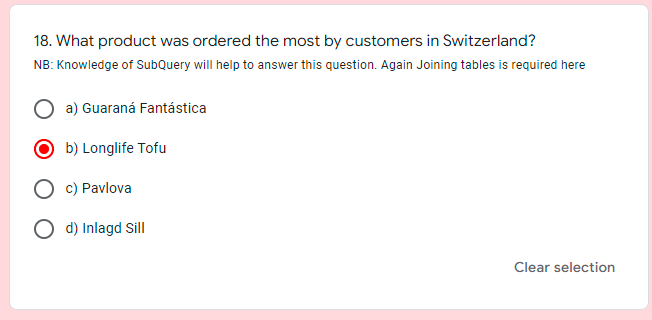 18. What product was ordered the most by customers in Switzerland?
NB: Knowledge of SubQuery will help to answer this question. Again Joining tables is required here
a) Guaraná Fantástica
b) Longlife Tofu
c) Pavlova
d) Inlagd Sill
Clear selection